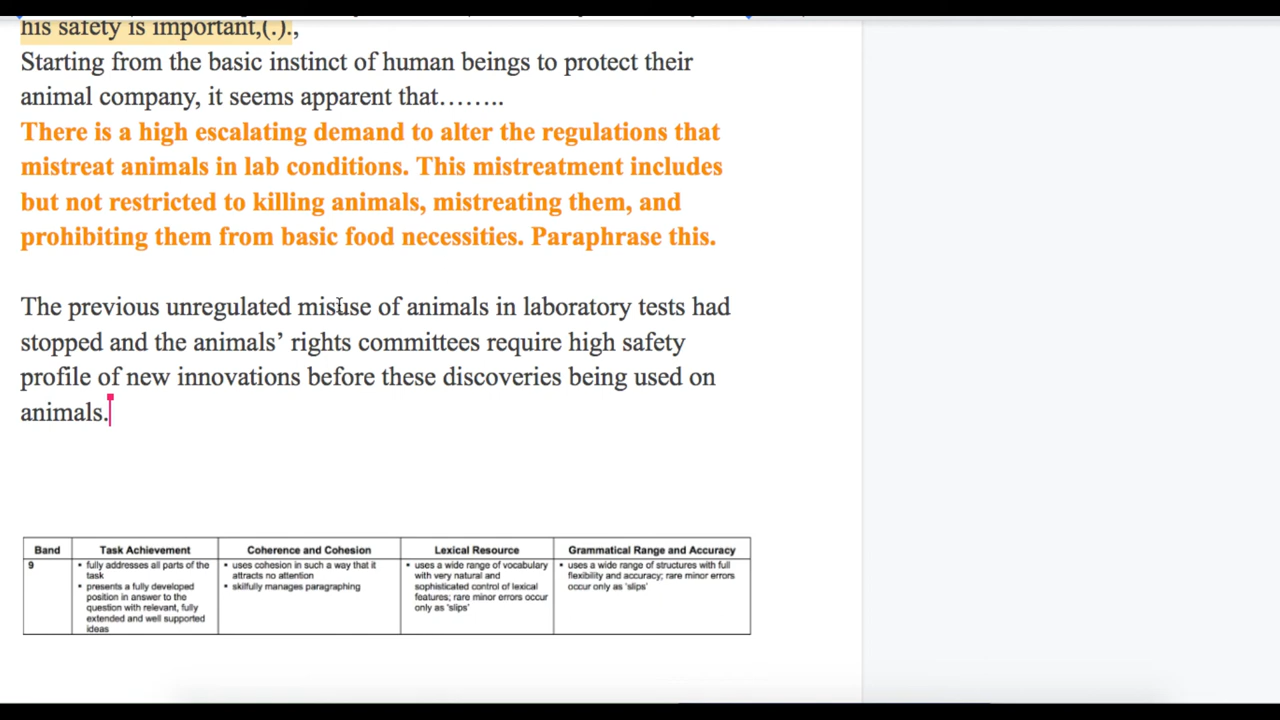 his safety is important,(.).,
Starting from the basic instinct of human beings to protect their
animal company, it seems apparent that……..
There is a high escalating demand to alter the regulations that
mistreat animals in lab conditions. This mistreatment includes
but not restricted to killing animals, mistreating them, and
prohibiting them from basic food necessities. Paraphrase this.
The previous unregulated misuse of animals in laboratory tests had
stopped and the animals’ rights committees require high safety
profile of new innovations before these discoveries being used on
animals.
Band Task Achievement Coherence and Cohesion Lexical Resource Grammatical Range and Accuracy
9
• fully addresses all parts of the
task
• presents a fully developed
position in answer to the
question with relevant, fully
extended and well supported
ideas
• uses cohesion in such a way that it
attracts no attention
• skilfully manages paragraphing
• uses a wide range of vocabulary
with very natural and
sophisticated control of lexical
features; rare minor errors occur
only as ‘slips’
• uses a wide range of structures with full
flexibility and accuracy; rare minor errors
occur only as ‘slips’